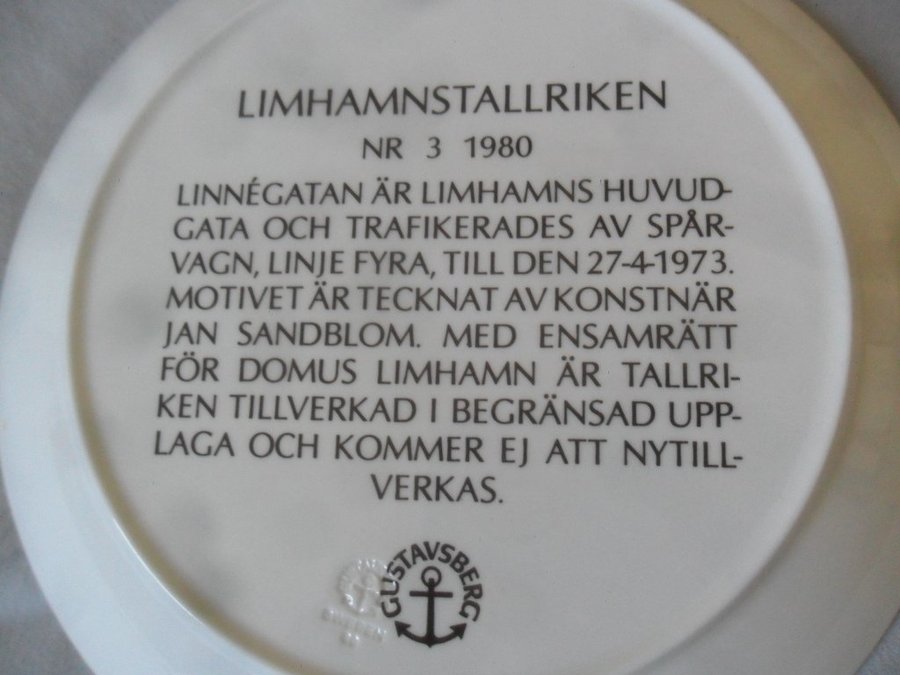 LIMHAMNSTALLRIKEN
NR 3 1980
LINNÉGATAN ÄR LIMHAMNS HUVUD-
GATA OCH TRAFIKERADES AV SPÅR-
VAGN, LINJE FYRA, TILL DEN 27-4-1973.
MOTIVET ÄR TECKNAT AV KONSTNÄR
JAN SANDBLOM. MED ENSAMRÄTT
FÖR DOMUS LIMHAMN ÄR TALLRI-
KEN TILLVERKAD I BEGRÄNSAD UPP-
LAGA OCH KOMMER EJ ATT NYTILL-
VERKAS.
GUSTAVSBERG